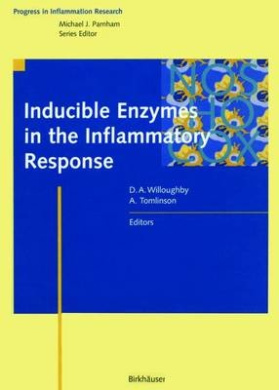 Progress in Inflammation Research
Michael J. Parnham
Series Editor
Inducible Enzymes
in the Inflammatory
Response
D. A. Willoughby
A. Tomlinson
Editors
Birkhäuser